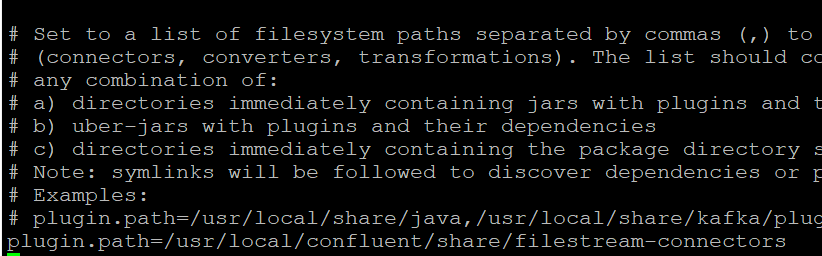 # Set to a list of filesystem paths separated by commas (,) to
# (connectors, converters, transformations). The list should co
# any combination of:
# a) directories immediately containing jars with plugins and t
# b) uber-jars with plugins and their dependencies
# c) directories immediately containing the package directory s
# Note: symlinks will be followed to discover dependencies or p
# Examples:
# plugin.path=/usr/local/share/java,/usr/local/share/kafka/plug
plugin.path=/usr/local/confluent/share/filestream-connectors